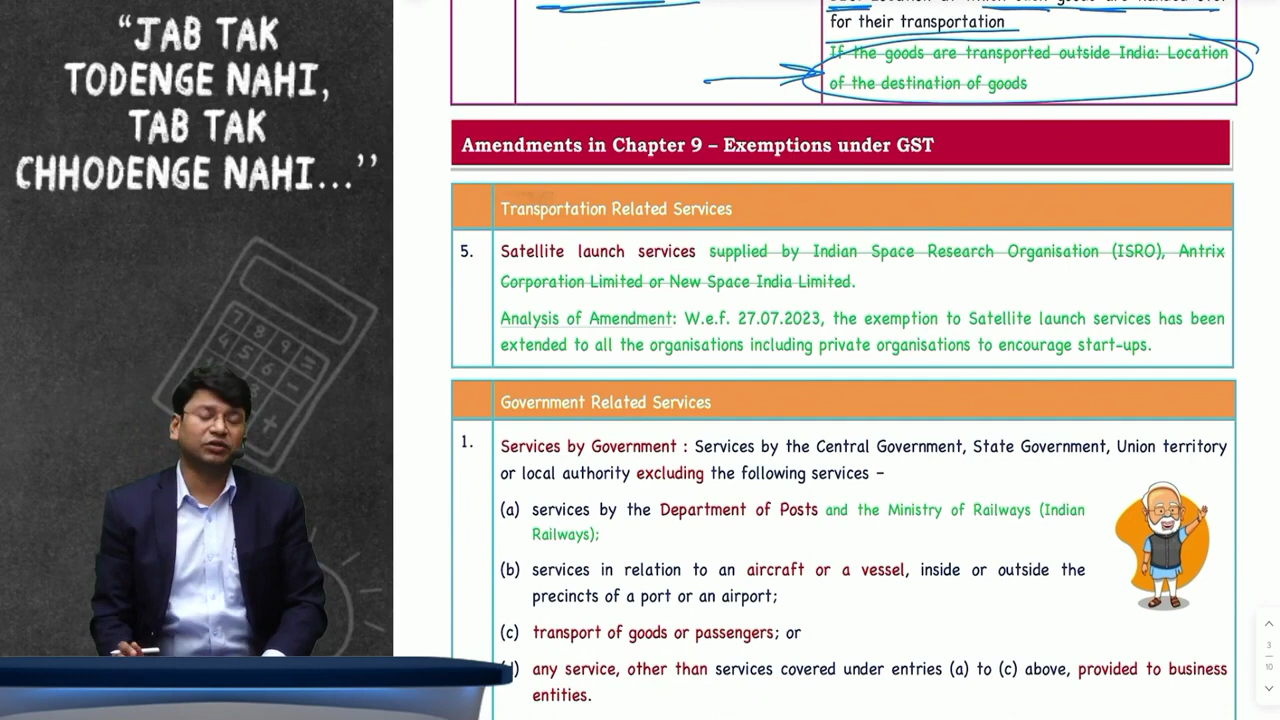 “JAB TAK
TODENGE NAHI,
TAB TAK
CHHODENGE NAHI...’’
for their transportation
If the goods are transported outside India: Location
of the destination of goods
Amendments in Chapter 9 – Exemptions under GST
Transportation Related Services
5. Satellite launch services supplied by Indian Space Research Organisation (ISRO), Antrix
Corporation Limited or New Space India Limited.
Analysis of Amendment: W.e.f. 27.07.2023, the exemption to Satellite launch services has been
extended to all the organisations including private organisations to encourage start-ups.
Government Related Services
1. Services by Government : Services by the Central Government, State Government, Union territory
or local authority excluding the following services –
(a) services by the Department of Posts and the Ministry of Railways (Indian
Railways);
(b) services in relation to an aircraft or a vessel, inside or outside the
precincts of a port or an airport;
(c) transport of goods or passengers; or
any service, other than services covered under entries (a) to (c) above, provided to business
entities.
3
10